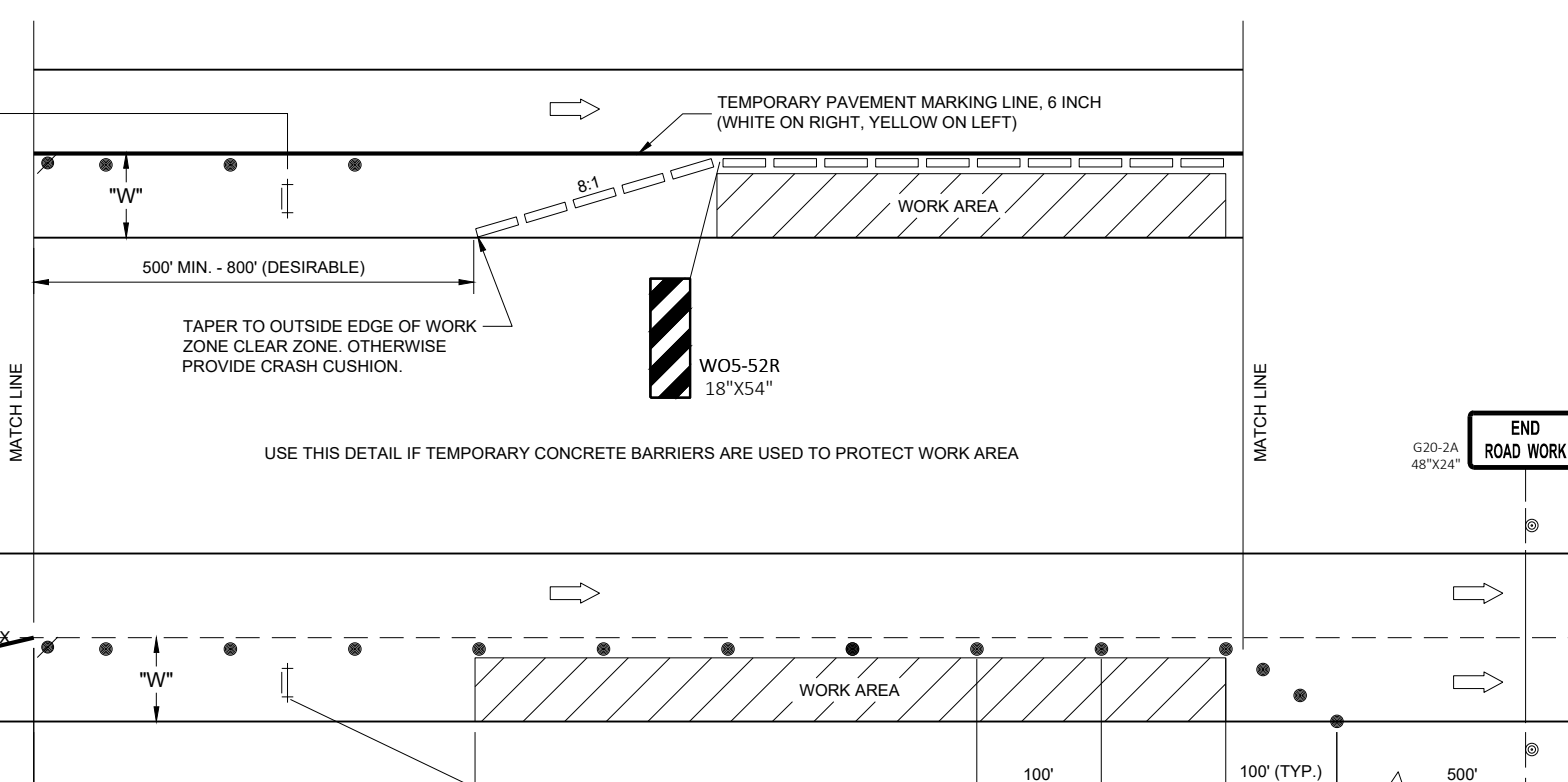 TEMPORARY PAVEMENT MARKING LINE, 6 INCH
(WHITE ON RIGHT, YELLOW ON LEFT)
"W"
8:1
WORK AREA
500' MIN. - 800' (DESIRABLE)
TAPER TO OUTSIDE EDGE OF WORK
ZONE CLEAR ZONE. OTHERWISE
PROVIDE CRASH CUSHION.
WO5-52R
18"X54"
MATCH LINE
MATCH LINE
USE THIS DETAIL IF TEMPORARY CONCRETE BARRIERS ARE USED TO PROTECT WORK AREA
END
ROAD WORK
G20-2A
48"X24"
X
"W"
WORK AREA
100'
100' (TYP.)
500'